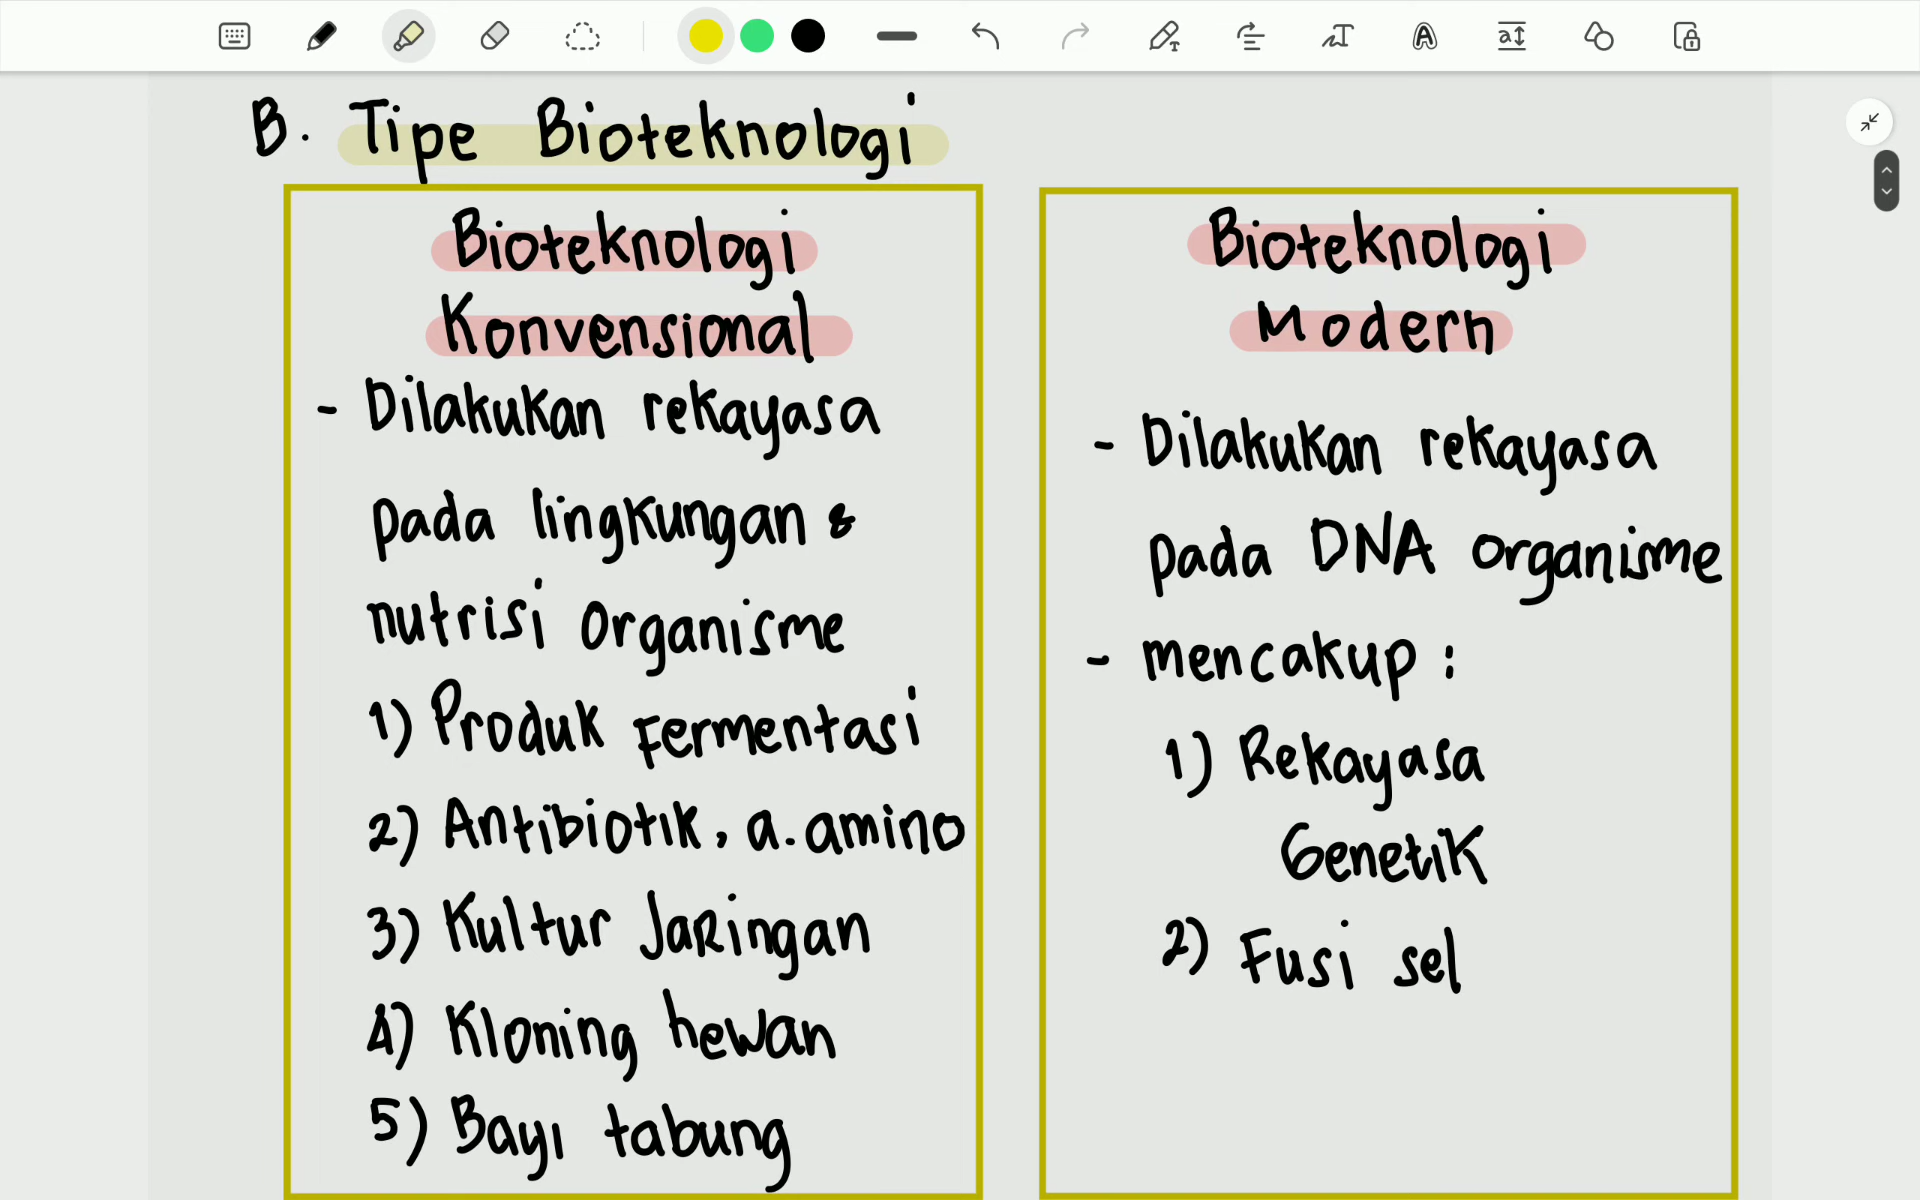 B. Tipe Bioteknologi
Bioteknologi
Konvensional
- Dilakukan rekayasa
pada lingkungan &
nutrisi organisme
1) Produk fermentasi
2) Antibiotik, a. amino
3) Kultur Jaringan
4) Kloning hewan
5) Bayi tabung
Bioteknologi
Modern
- Dilakukan rekayasa
pada DNA organisme
- mencakup :
1) Rekayasa
Genetik
2) Fusi sel